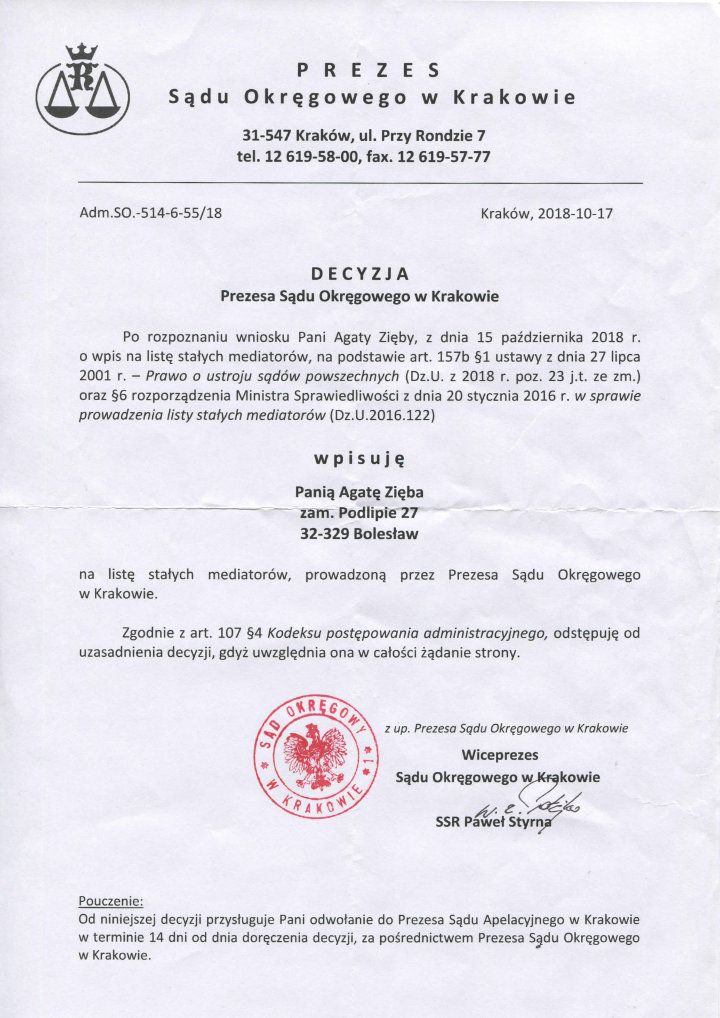 PREZES
Sądu Okręgowego w Krakowie
31-547 Kraków, ul. Przy Rondzie 7
tel. 12 619-58-00, fax. 12 619-57-77
Adm.SO.-514-6-55/18 Kraków, 2018-10-17
DECYZJA
Prezesa Sądu Okręgowego w Krakowie
Po rozpoznaniu wniosku Pani Agaty Zięby, z dnia 15 października 2018 r.
o wpis na listę stałych mediatorów, na podstawie art. 157b §1 ustawy z dnia 27 lipca
2001 r. – Prawo o ustroju sądów powszechnych (Dz.U. z 2018 r. poz. 23 j.t. ze zm.)
oraz §6 rozporządzenia Ministra Sprawiedliwości z dnia 20 stycznia 2016 r. w sprawie
prowadzenia listy stałych mediatorów (Dz.U.2016.122)
wpisuję
Panią Agatę Zięba
zam. Podlipie 27
32-329 Bolesław
na listę stałych mediatorów, prowadzoną przez Prezesa Sądu Okręgowego
w Krakowie.
Zgodnie z art. 107 §4 Kodeksu postępowania administracyjnego, odstępuję od
uzasadnienia decyzji, gdyż uwzględnia ona w całości żądanie strony.
SĄD OKRĘGOWY
W KRAKOWIE
1
z up. Prezesa Sądu Okręgowego w Krakowie
Wiceprezes
Sądu Okręgowego w Krakowie
SSR Paweł Styrna
Pouczenie:
Od niniejszej decyzji przysługuje Pani odwołanie do Prezesa Sądu Apelacyjnego w Krakowie
w terminie 14 dni od dnia doręczenia decyzji, za pośrednictwem Prezesa Sądu Okręgowego
w Krakowie.